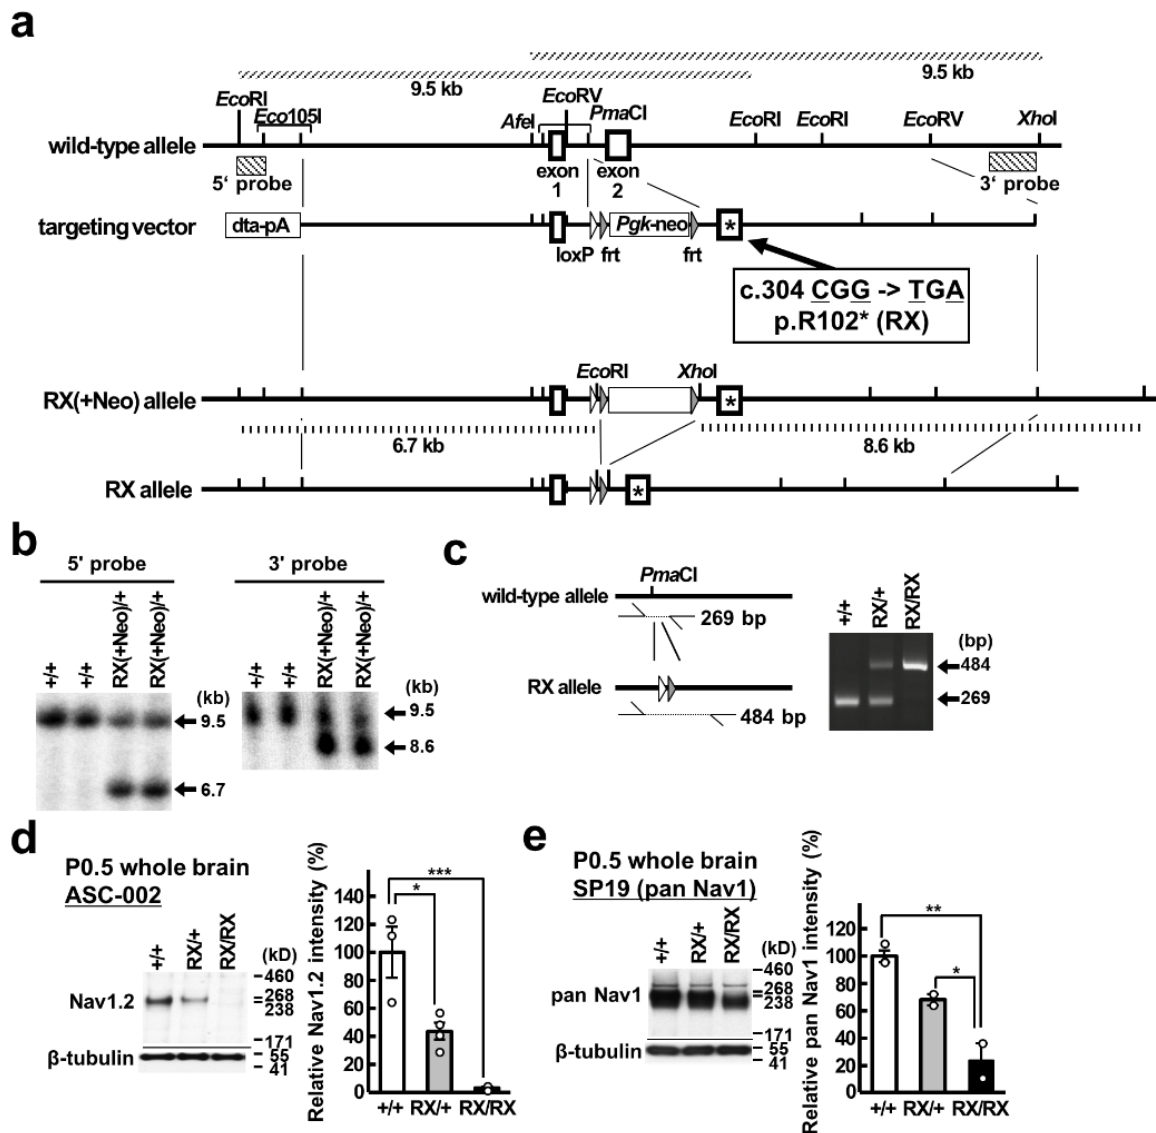 a
9.5 kb
9.5 kb
EcoRI
Eco105I
AfeI
EcoRV
PmaCI
EcoRI
EcoRI
EcoRV
XhoI
wild-type allele
5‘ probe
exon
1
exon
2
3‘ probe
targeting vector
dta-pA
Pgk-neo
*
loxP
frt
frt
c.304 CGG -> TGA
p.R102* (RX)
EcoRI
XhoI
RX(+Neo) allele
*
6.7 kb
8.6 kb
RX allele
*
b
5' probe
3' probe
+/+
+/+
RX(+Neo)/+
RX(+Neo)/+
(kb)
9.5
6.7
+/+
+/+
RX(+Neo)/+
RX(+Neo)/+
(kb)
9.5
8.6
c
PmaCI
wild-type allele
269 bp
RX allele
484 bp
+/+
RX/+
RX/RX
(bp)
484
269
d
P0.5 whole brain
ASC-002
+/+
RX/+
RX/RX
(kD)
460
268
238
171
55
41
Nav1.2
β-tubulin
Relative Nav1.2 intensity (%)
140
120
100
80
60
40
20
0
***
*
+/+
RX/+
RX/RX
e
P0.5 whole brain
SP19 (pan Nav1)
+/+
RX/+
RX/RX
(kD)
460
268
238
171
55
41
pan Nav1
β-tubulin
Relative pan Nav1 intensity (%)
120
100
80
60
40
20
0
**
*
+/+
RX/+
RX/RX